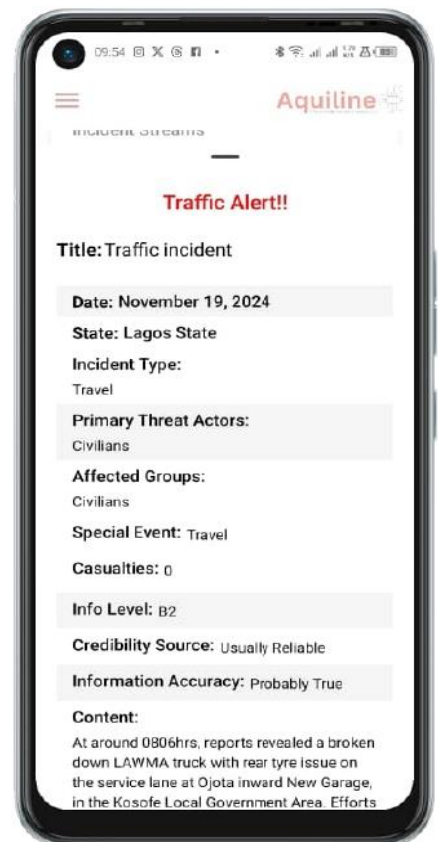 09:54
Aquiline
Incident Streams
Traffic Alert!!
Title: Traffic incident
Date: November 19, 2024
State: Lagos State
Incident Type:
Travel
Primary Threat Actors:
Civilians
Affected Groups:
Civilians
Special Event: Travel
Casualties: 0
Info Level: B2
Credibility Source: Usually Reliable
Information Accuracy: Probably True
Content:
At around 0806hrs, reports revealed a broken
down LAWMA truck with rear tyre issue on
the service lane at Ojota inward New Garage,
in the Kosofe Local Government Area. Efforts